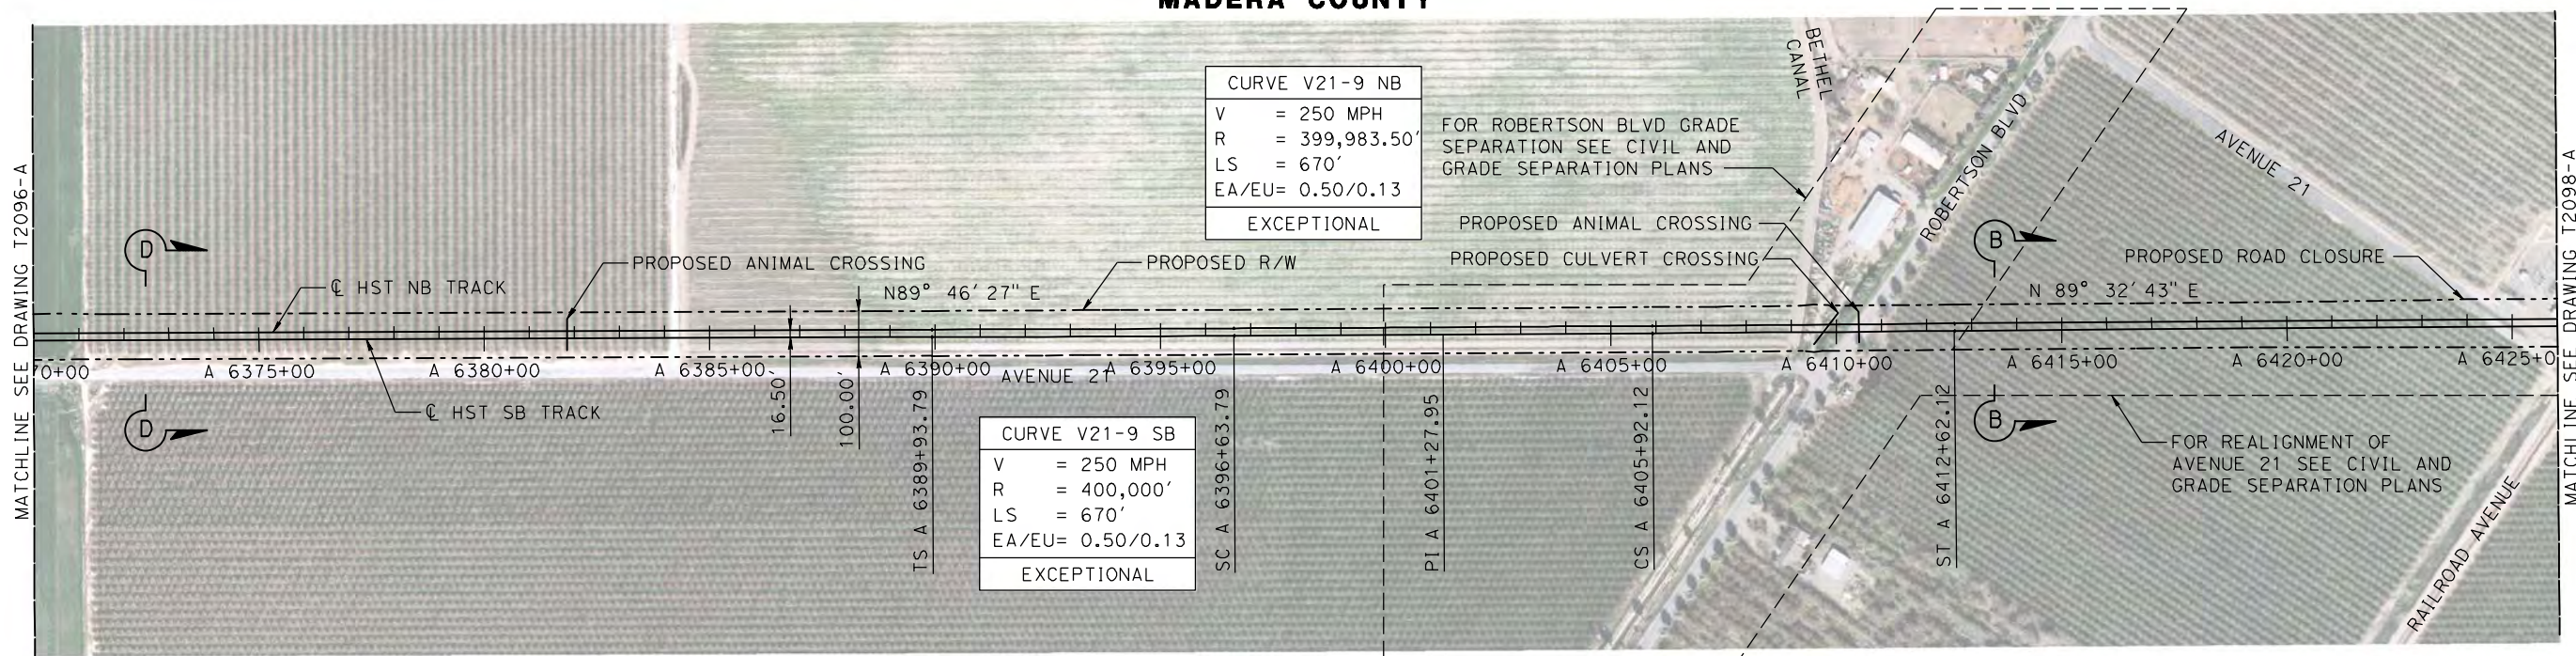 MADERA COUNTY
MATCHLINE SEE DRAWING T2096-A
BETHEL
CANAL
CURVE V21-9 NB
V = 250 MPH
R = 399,983.50'
LS = 670'
EA/EU= 0.50/0.13
EXCEPTIONAL
FOR ROBERTSON BLVD GRADE
SEPARATION SEE CIVIL AND
GRADE SEPARATION PLANS
ROBERTSON BLVD
AVENUE 21
D
PROPOSED ANIMAL CROSSING
PROPOSED R/W
PROPOSED ANIMAL CROSSING
PROPOSED CULVERT CROSSING
B
PROPOSED ROAD CLOSURE
℄ HST NB TRACK
N89° 46' 27" E
N 89° 32' 43" E
70+00
A 6375+00
A 6380+00
A 6385+00
A 6390+00
A 6395+00
A 6400+00
A 6405+00
A 6410+00
A 6415+00
A 6420+00
A 6425+0
AVENUE 21
℄ HST SB TRACK
D
16.50'
100.00'
TS A 6389+93.79
CURVE V21-9 SB
V = 250 MPH
R = 400,000'
LS = 670'
EA/EU= 0.50/0.13
EXCEPTIONAL
SC A 6396+63.79
PI A 6401+27.95
CS A 6405+92.12
ST A 6412+62.12
B
FOR REALIGNMENT OF
AVENUE 21 SEE CIVIL AND
GRADE SEPARATION PLANS
RAILROAD AVENUE
MATCHLINE SEE DRAWING T2098-A